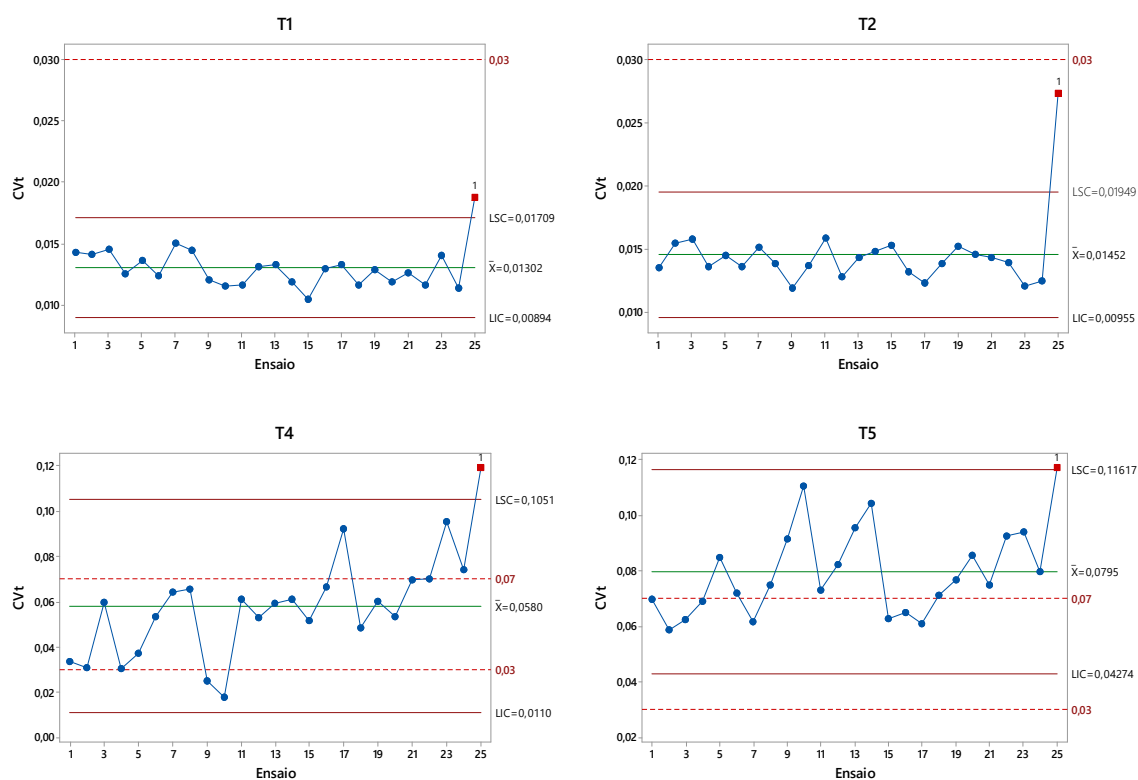 T1
0,030
0,025
0,020
0,015
0,010
CVt
0,03
1
LSC=0,01709
X̄=0,01302
LIC=0,00894
1 3 5 7 9 11 13 15 17 19 21 23 25
Ensaio
T2
0,030
0,025
0,020
0,015
0,010
CVt
0,03
1
LSC=0,01949
X̄=0,01452
LIC=0,00955
1 3 5 7 9 11 13 15 17 19 21 23 25
Ensaio
T4
0,12
0,10
0,08
0,06
0,04
0,02
0,00
CVt
1
LSC=0,1051
0,07
X̄=0,0580
0,03
LIC=0,0110
1 3 5 7 9 11 13 15 17 19 21 23 25
Ensaio
T5
0,12
0,10
0,08
0,06
0,04
0,02
CVt
1
LSC=0,11617
X̄=0,0795
0,07
LIC=0,04274
0,03
1 3 5 7 9 11 13 15 17 19 21 23 25
Ensaio